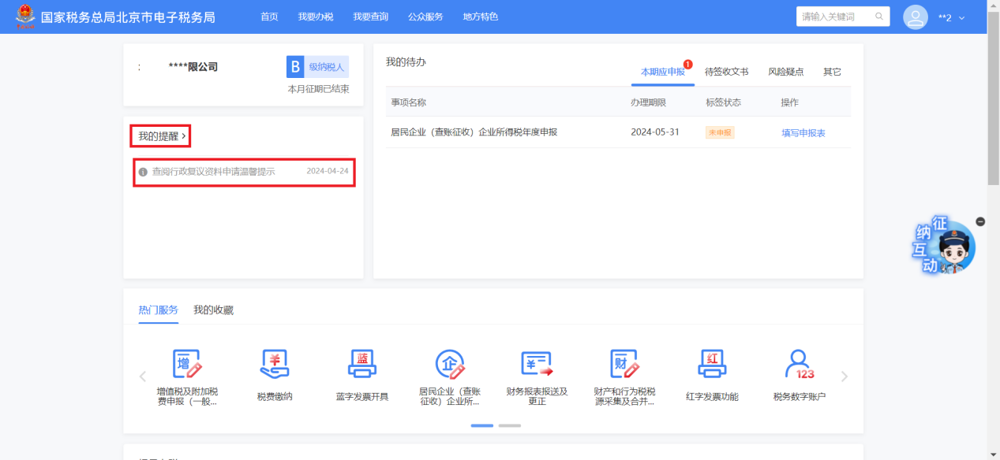 国家税务总局北京市电子税务局
首页 我要办税 我要查询 公众服务 地方特色
请输入关键词
**2
: ****限公司
B 级纳税人
本月征期已结束
我的提醒 >
查阅行政复议资料申请温馨提示 2024-04-24
我的待办
本期应申报 1 待签收文书 风险疑点 其它
事项名称 办理期限 标签状态 操作
居民企业（查账征收）企业所得税年度申报 2024-05-31 未申报 填写申报表
征纳互动
热门服务 我的收藏
增
增值税及附加税
费申报（一般...
税费缴纳
蓝
蓝字发票开具
企
居民企业（查账
征收）企业所...
¥
财务报表报送及
更正
财
财产和行为税税
源采集及合并...
红
红字发票功能
123
税务数字账户